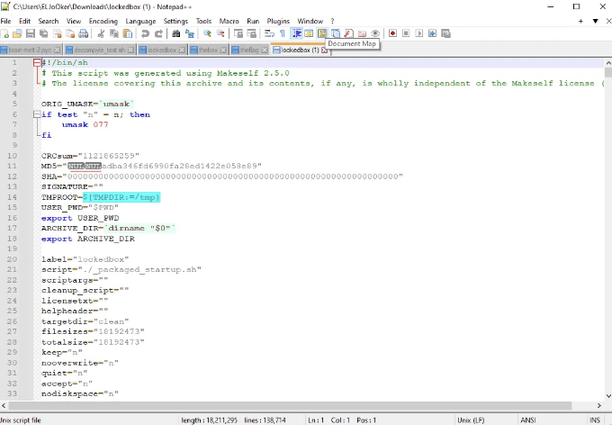 C:\Users\ELJoOker\Downloads\lockedbox (1) - Notepad++
File Edit Search View Encoding Language Settings Tools Macro Run Plugins Window ?
Document Map
decompyle_test.sh lockedbox thebox theflag lockedbox (1)
1 #!/bin/sh
2 # This script was generated using Makeself 2.5.0
3 # The license covering this archive and its contents, if any, is wholly independent of the Makeself license (
4
5 ORIG_UMASK=`umask`
6 if test "n" = n; then
7 umask 077
8 fi
9
10 CRCsum="1121865259"
11 MD5="
12 SHA="0000000000000000000000000000000000000000000000000000000000000000"
13 SIGNATURE=""
14 TMPROOT=${TMPDIR:=/tmp}
15 USER_PWD="$PWD"
16 export USER_PWD
17 ARCHIVE_DIR=`dirname "$0"`
18 export ARCHIVE_DIR
19
20 label="lockedbox"
21 script="./_packaged_startup.sh"
22 scriptargs=""
23 cleanup_script=""
24 licensetxt=""
25 helpheader=""
26 targetdir="clean"
27 filesizes="18192473"
28 totalsize="18192473"
29 keep="n"
30 nooverwrite="n"
31 quiet="n"
32 accept="n"
33 nodiskspace="n"
Unix script file length : 18,211,295 lines : 138,714 Ln : 1 Col : 1 Pos : 1 Unix (LF) ANSI INS